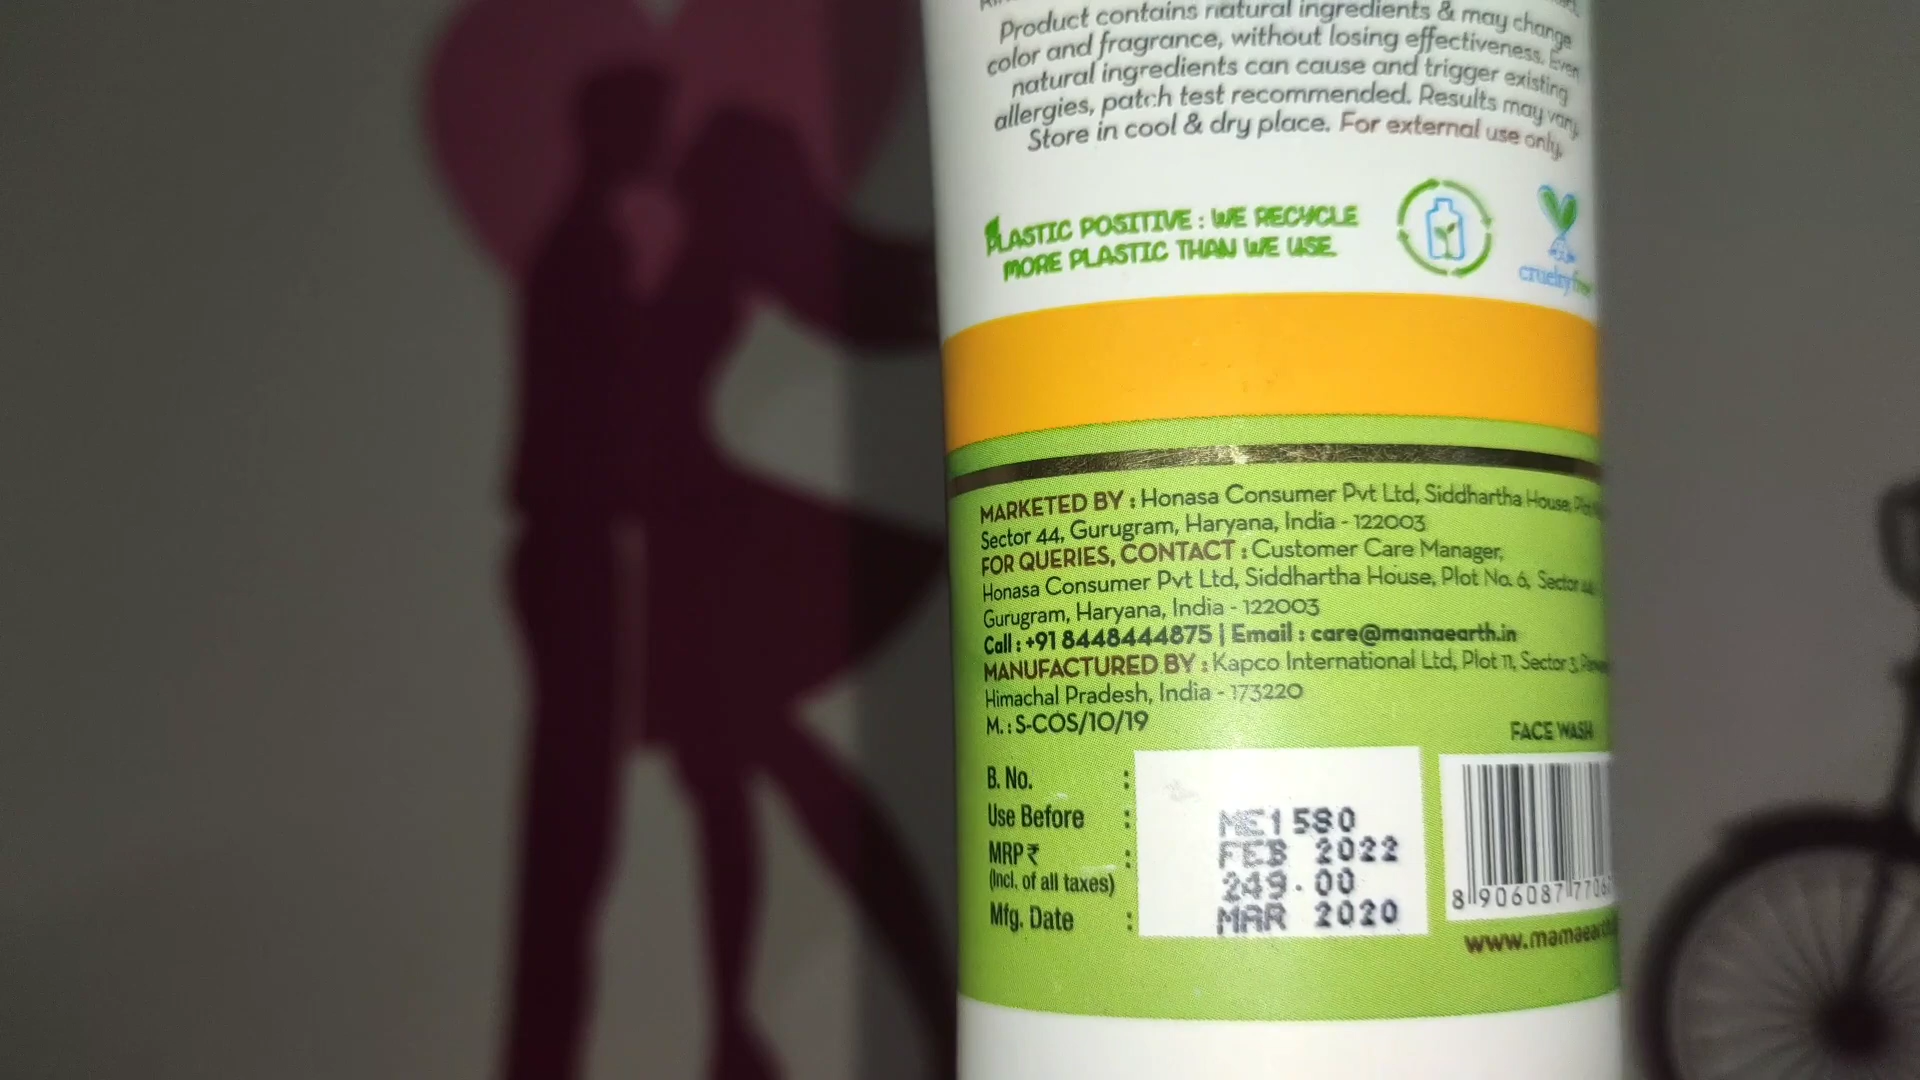 Product contains natural ingredients & may change
color and fragrance, without losing effectiveness. Even
natural ingredients can cause and trigger existing
allergies, patch test recommended. Results may vary.
Store in cool & dry place. For external use only.
PLASTIC POSITIVE : WE RECYCLE
MORE PLASTIC THAN WE USE
crueltyfree
MARKETED BY : Honasa Consumer Pvt Ltd, Siddhartha House,
Sector 44, Gurugram, Haryana, India - 122003
FOR QUERIES, CONTACT : Customer Care Manager,
Honasa Consumer Pvt Ltd, Siddhartha House, Plot No. 6, Sector
Gurugram, Haryana, India - 122003
Call : +91 8448444875 | Email : care@mamaearth.in
MANUFACTURED BY : Kapco International Ltd, Plot 11, Sector 3,
Himachal Pradesh, India - 173220
M. : S-COS/10/19
FACE WASH
B. No. : ME1580
Use Before : FEB 2022
MRP ₹ : 249.00
(Incl. of all taxes)
Mfg. Date : MAR 2020
8 906087 7706
www.mamaearth